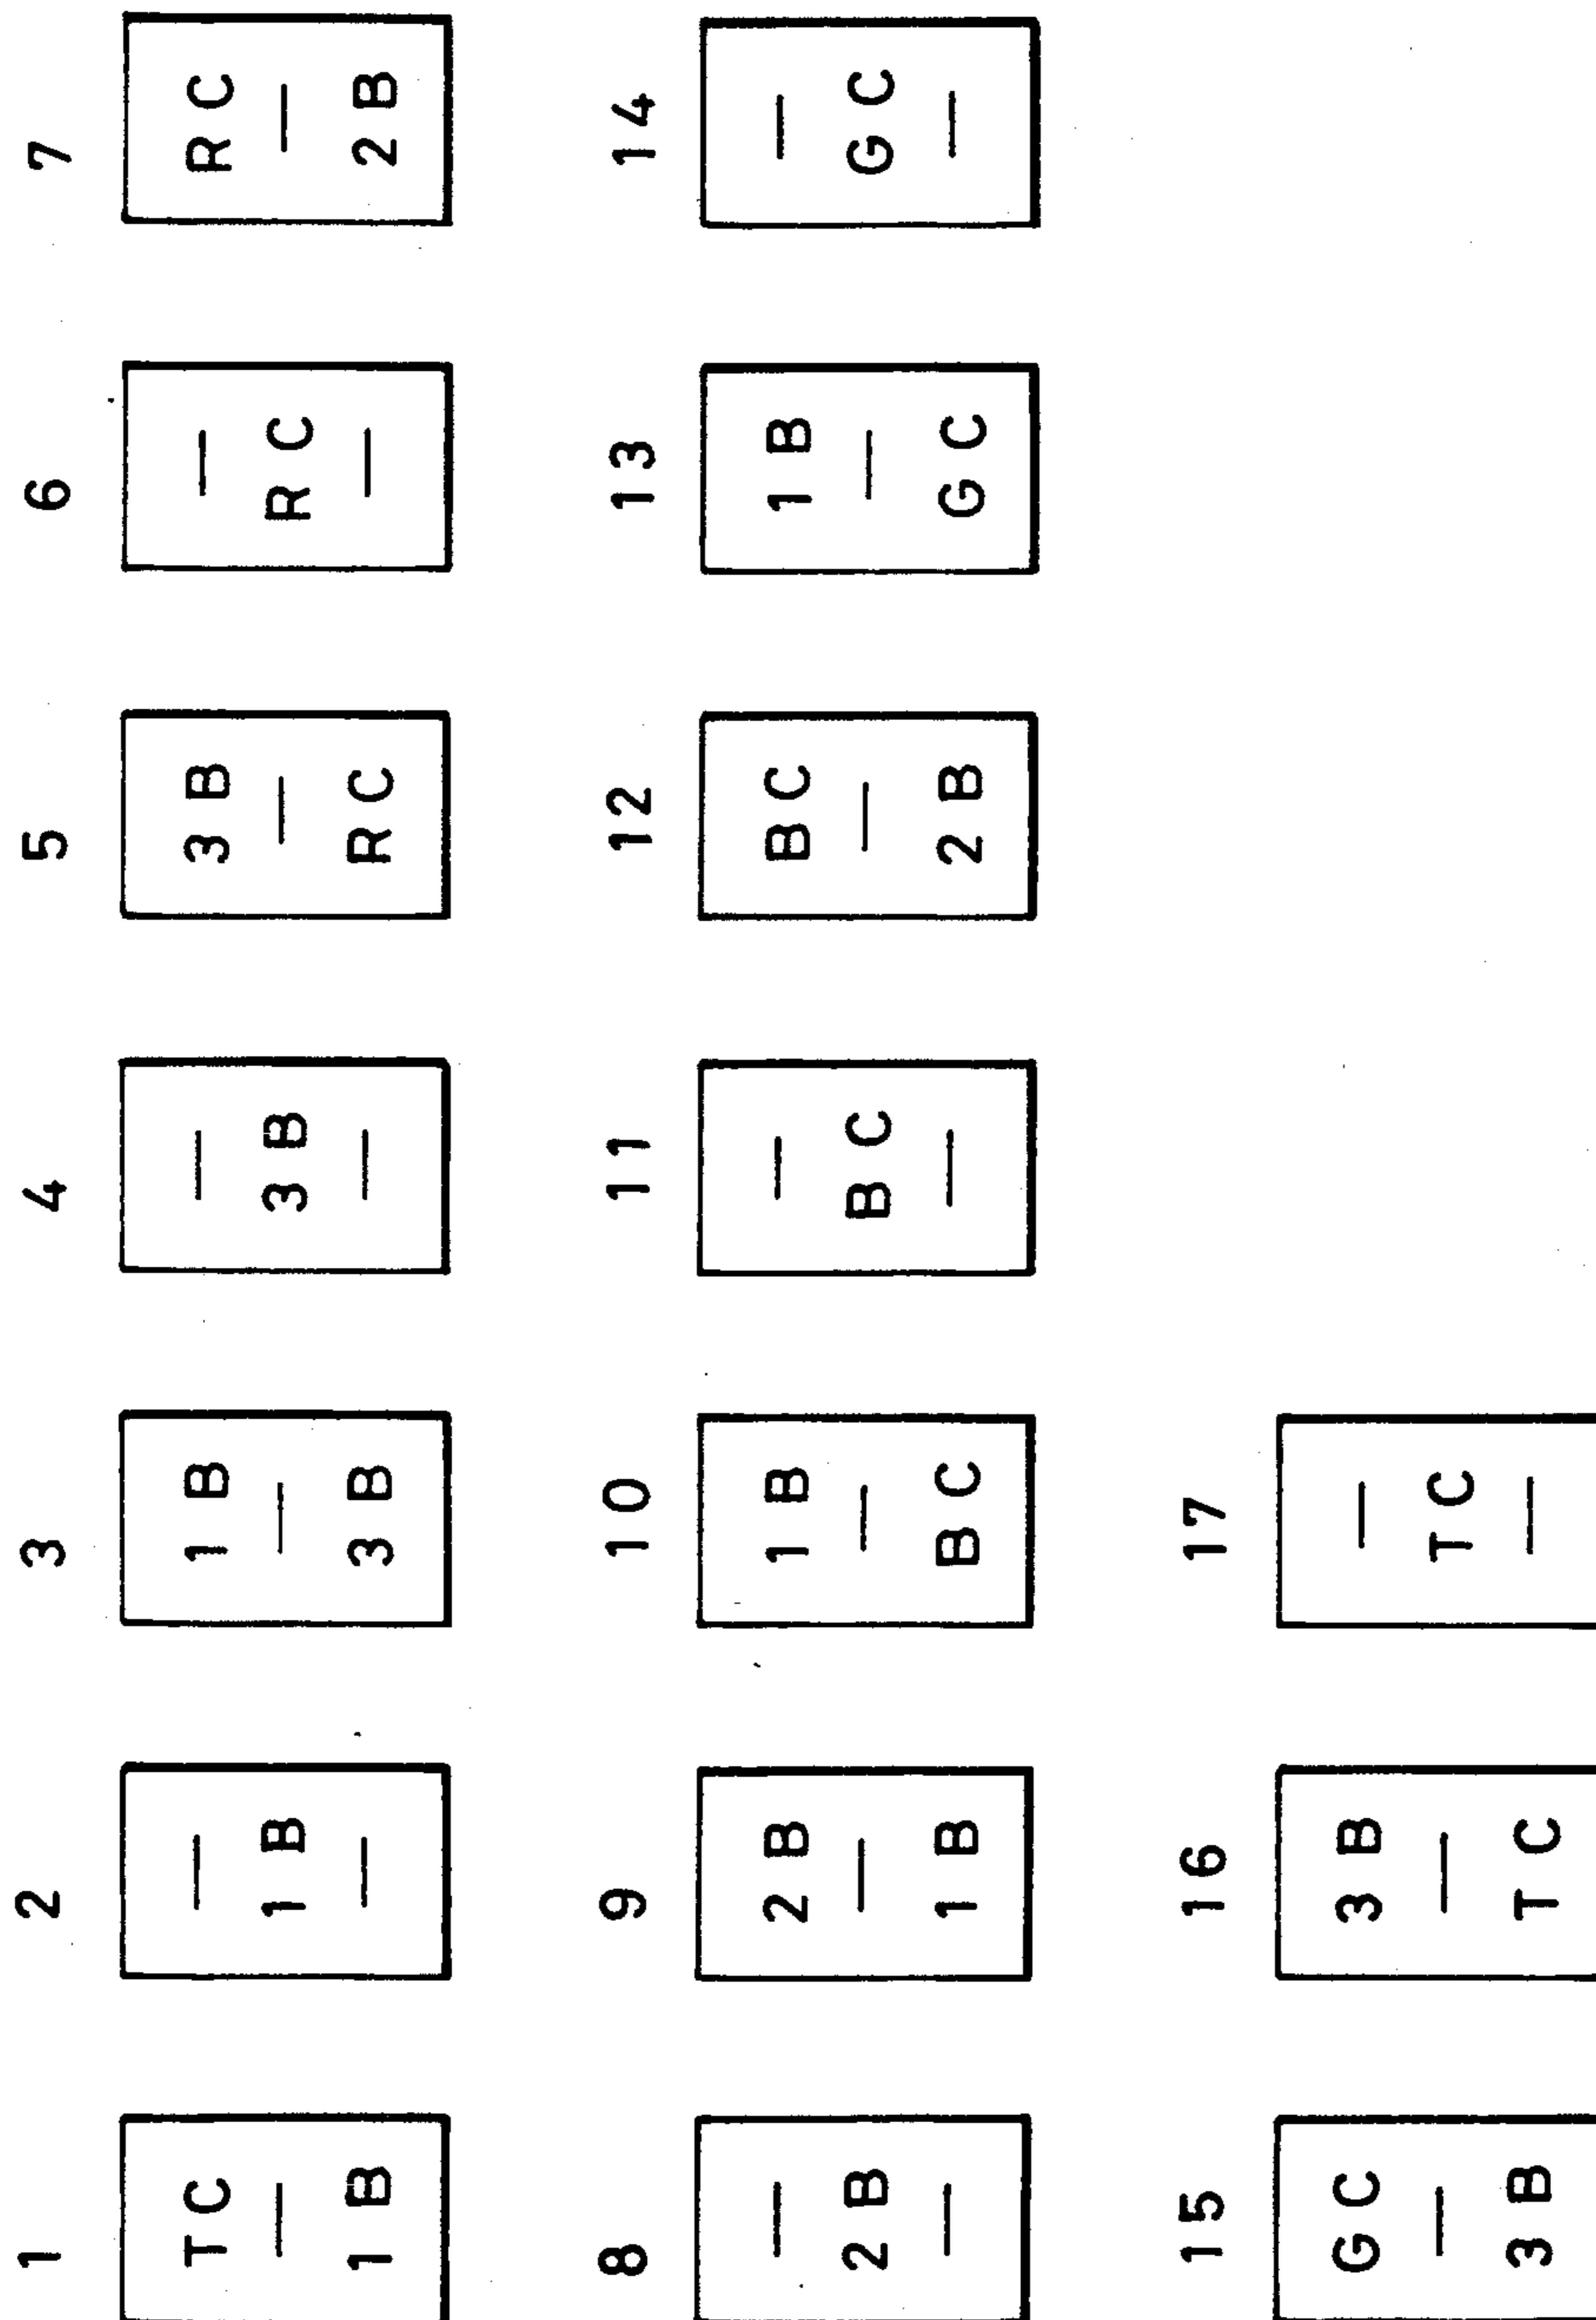 1
TC
—
1B
2
—
1B
—
3
1B
—
3B
4
—
3B
—
5
3B
—
RC
6
—
RC
—
7
RC
—
2B
8
—
2B
—
9
2B
—
1B
10
1B
—
BC
11
—
BC
—
12
BC
—
2B
13
1B
—
GC
14
—
GC
—
15
GC
—
3B
16
3B
—
TC
17
—
TC
—